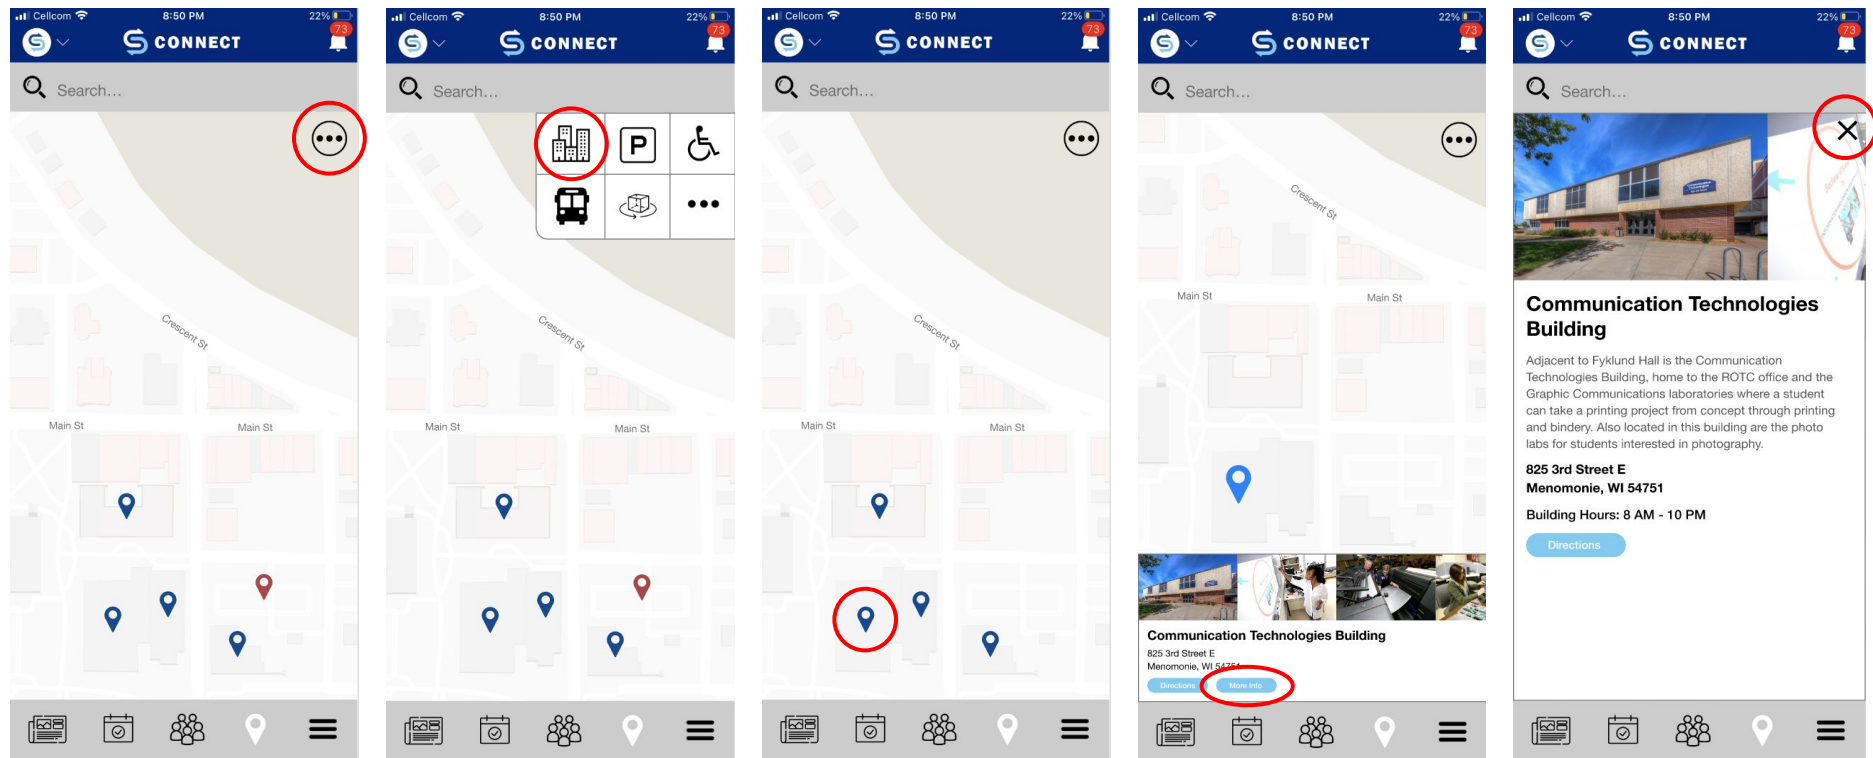 Cellcom 8:50 PM 22%
CONNECT 73
Search...
Crescent St
Main St Main St
Cellcom 8:50 PM 22%
CONNECT 73
Search...
P
Crescent St
Main St Main St
Cellcom 8:50 PM 22%
CONNECT 73
Search...
Crescent St
Main St Main St
Cellcom 8:50 PM 22%
CONNECT 73
Search...
Crescent St
Main St Main St
Communication Technologies Building
825 3rd Street E
Menomonie, WI 54751
Directions More Info
Cellcom 8:50 PM 22%
CONNECT 73
Search...
Communication Technologies
Building
Adjacent to Fyklund Hall is the Communication
Technologies Building, home to the ROTC office and the
Graphic Communications laboratories where a student
can take a printing project from concept through printing
and bindery. Also located in this building are the photo
labs for students interested in photography.
825 3rd Street E
Menomonie, WI 54751
Building Hours: 8 AM - 10 PM
Directions